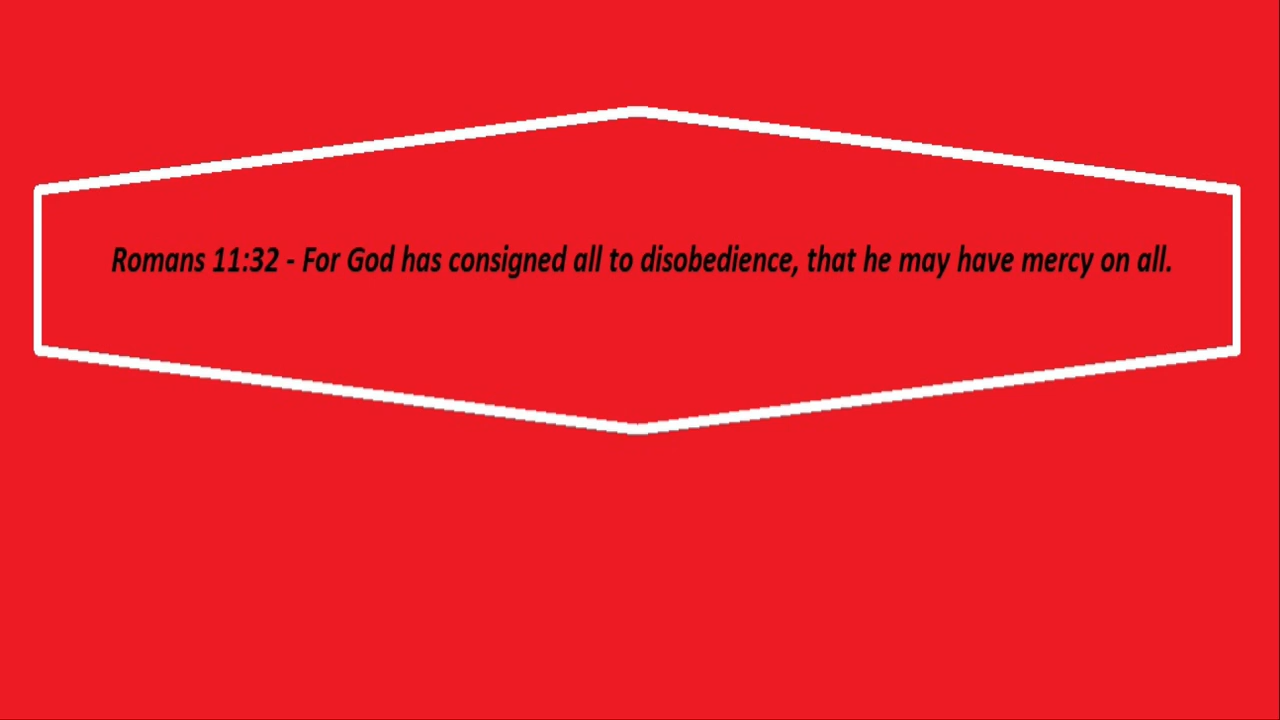 Romans 11:32 - For God has consigned all to disobedience, that he may have mercy on all.